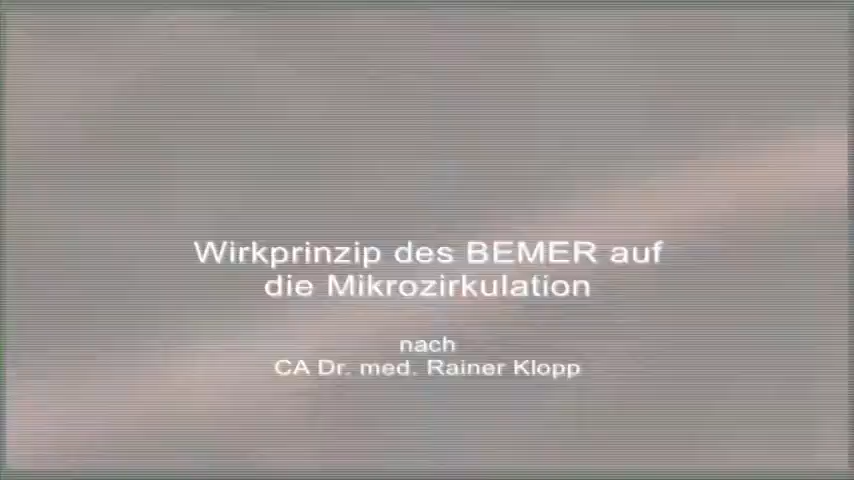 Wirkprinzip des BEMER auf
die Mikrozirkulation
nach
CA Dr. med. Rainer Klopp